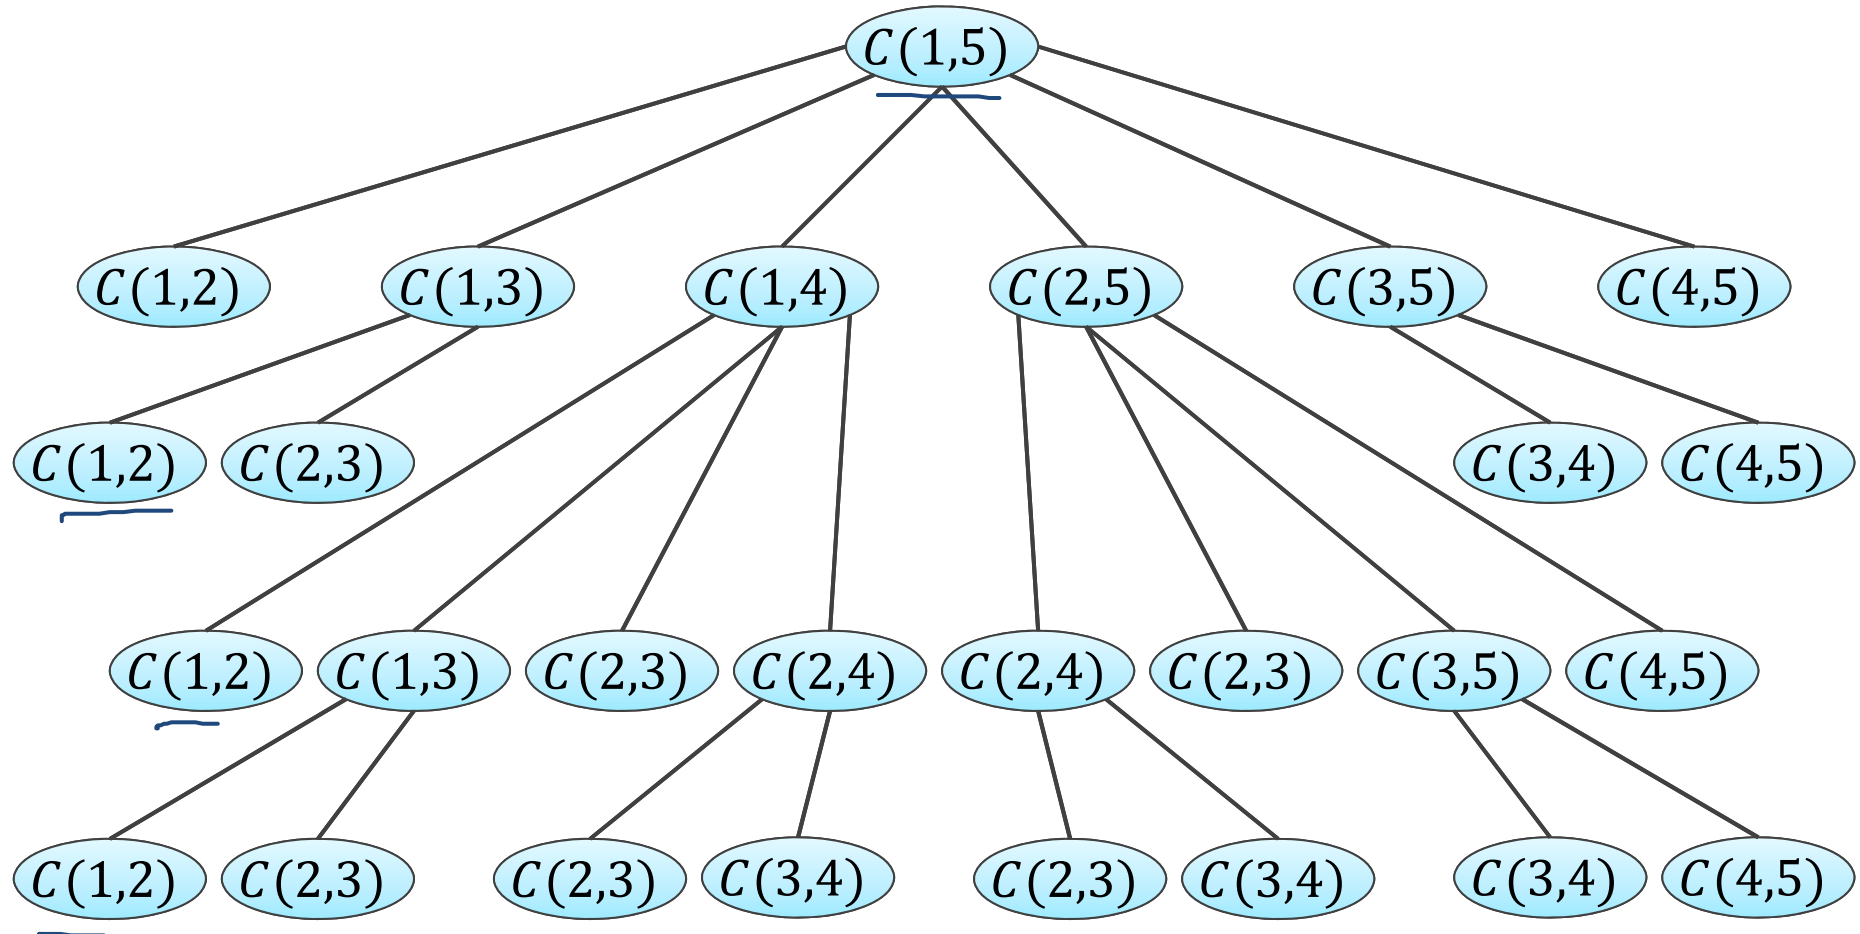 C(1,5)
C(1,2) C(1,3) C(1,4) C(2,5) C(3,5) C(4,5)
C(1,2) C(2,3) C(3,4) C(4,5)
C(1,2) C(1,3) C(2,3) C(2,4) C(2,4) C(2,3) C(3,5) C(4,5)
C(1,2) C(2,3) C(2,3) C(3,4) C(2,3) C(3,4) C(3,4) C(4,5)